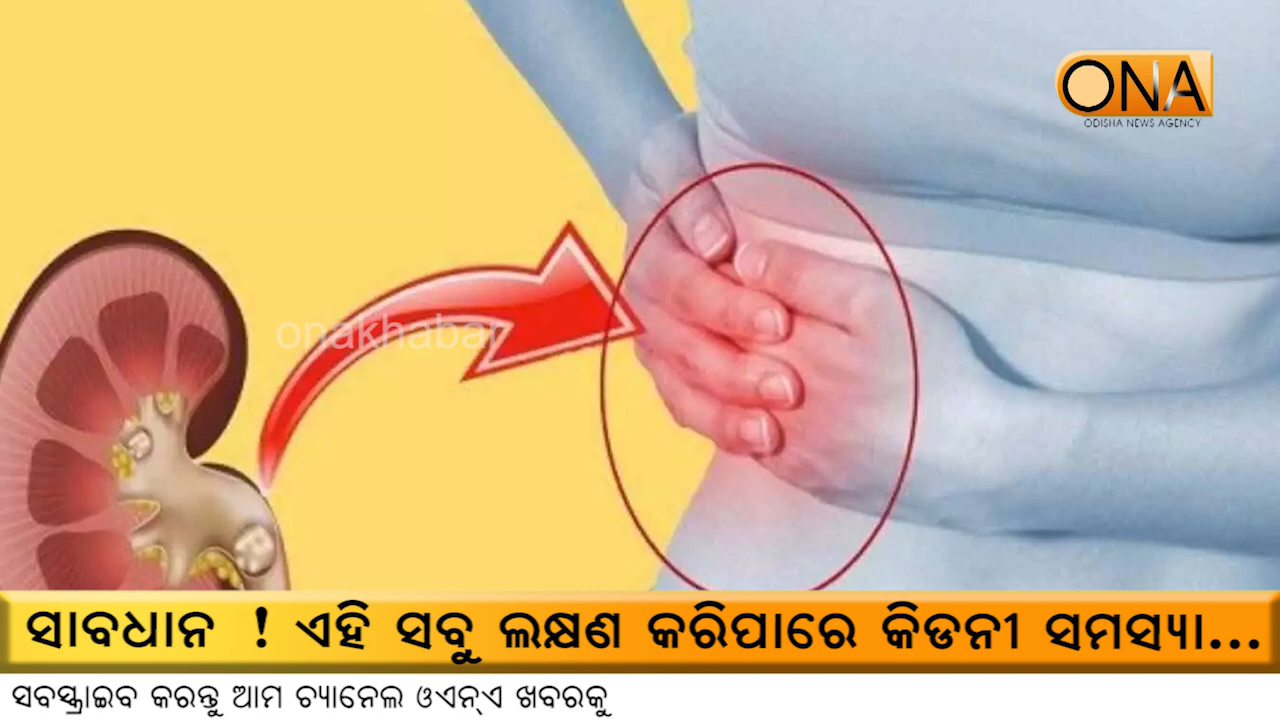 ONA
ODISHA NEWS AGENCY
onakhabar
ସାବଧାନ ! ଏହି ସବୁ ଲକ୍ଷଣ କରିପାରେ କିଡନୀ ସମସ୍ୟା...
ସବସ୍କ୍ରାଇବ କରନ୍ତୁ ଆମ ଚ୍ୟାନେଲ ଓଏନ୍ଏ ଖବରକୁ